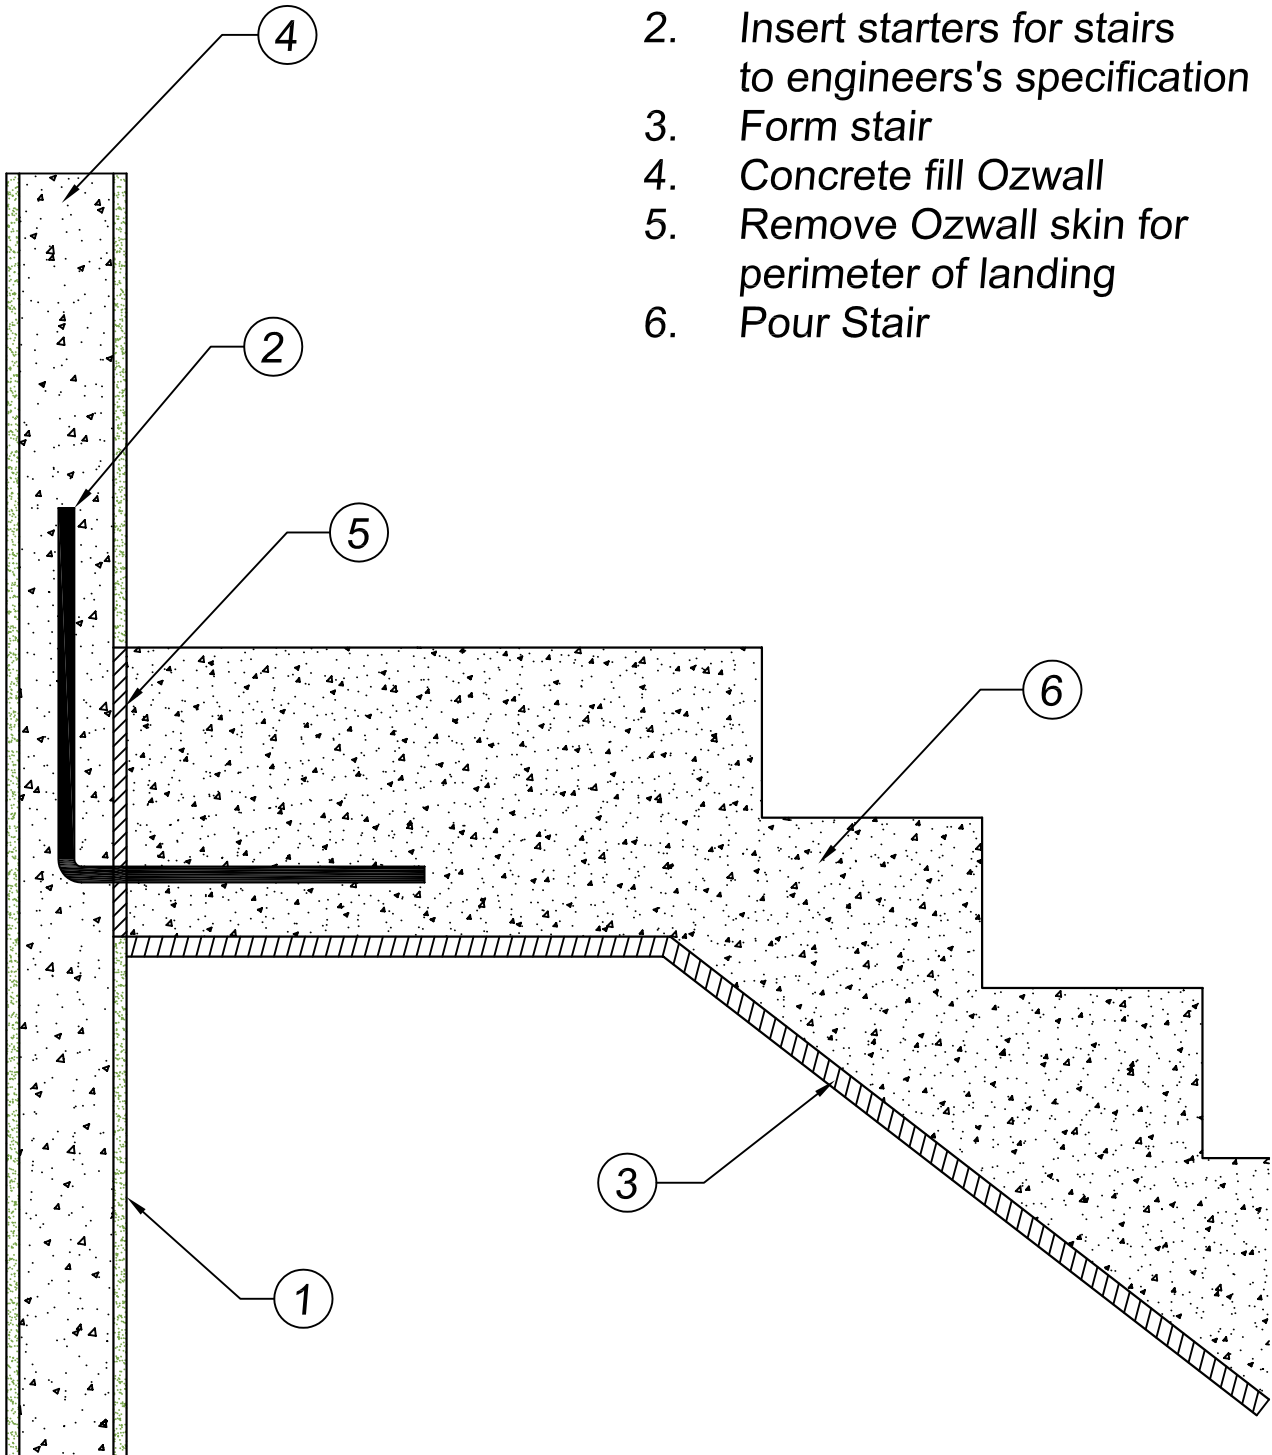 2. Insert starters for stairs
to engineers's specification
3. Form stair
4. Concrete fill Ozwall
5. Remove Ozwall skin for
perimeter of landing
6. Pour Stair
4
2
5
6
3
1